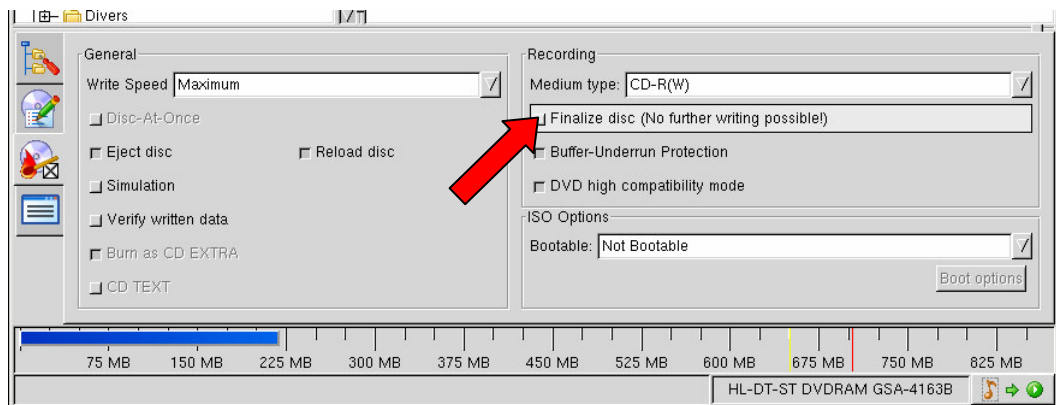 Divers
General
Write Speed Maximum
Disc-At-Once
Eject disc
Reload disc
Simulation
Verify written data
Burn as CD EXTRA
CD TEXT
Recording
Medium type: CD-R(W)
Finalize disc (No further writing possible!)
Buffer-Underrun Protection
DVD high compatibility mode
ISO Options
Bootable: Not Bootable
Boot options
75 MB 150 MB 225 MB 300 MB 375 MB 450 MB 525 MB 600 MB 675 MB 750 MB 825 MB
HL-DT-ST DVDRAM GSA-4163B